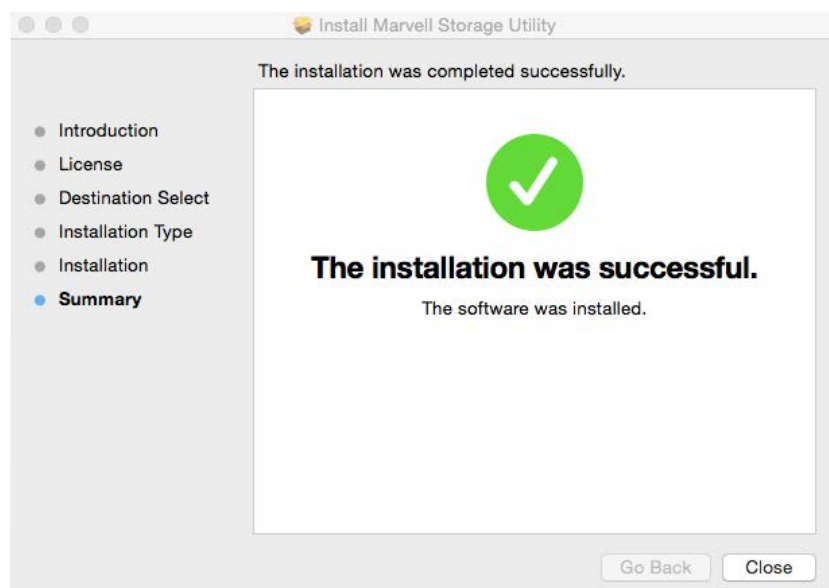 Install Marvell Storage Utility
The installation was completed successfully.
Introduction
License
Destination Select
Installation Type
Installation
Summary
The installation was successful.
The software was installed.
Go Back
Close